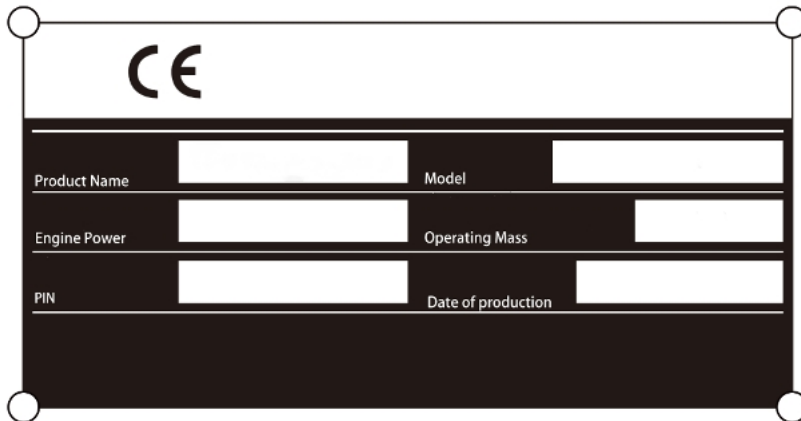 CE
Product Name Model
Engine Power Operating Mass
PIN Date of production